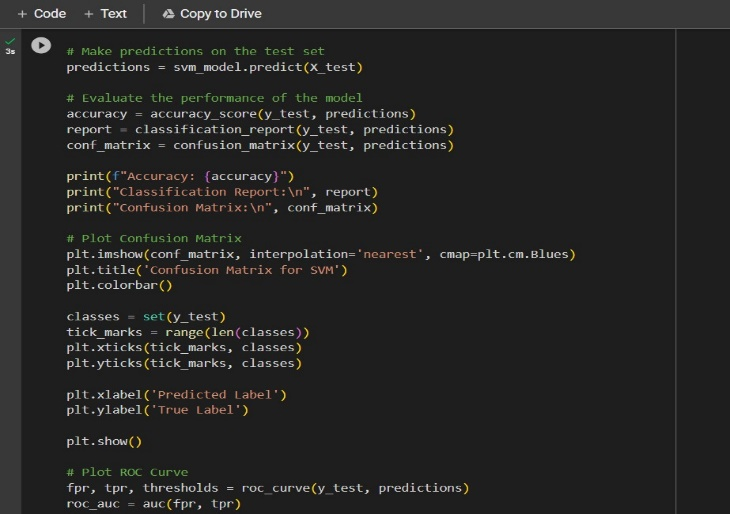 + Code + Text Copy to Drive
3s
# Make predictions on the test set
predictions = svm_model.predict(X_test)
# Evaluate the performance of the model
accuracy = accuracy_score(y_test, predictions)
report = classification_report(y_test, predictions)
conf_matrix = confusion_matrix(y_test, predictions)
print(f"Accuracy: {accuracy}")
print("Classification Report:\n", report)
print("Confusion Matrix:\n", conf_matrix)
# Plot Confusion Matrix
plt.imshow(conf_matrix, interpolation='nearest', cmap=plt.cm.Blues)
plt.title('Confusion Matrix for SVM')
plt.colorbar()
classes = set(y_test)
tick_marks = range(len(classes))
plt.xticks(tick_marks, classes)
plt.yticks(tick_marks, classes)
plt.xlabel('Predicted Label')
plt.ylabel('True Label')
plt.show()
# Plot ROC Curve
fpr, tpr, thresholds = roc_curve(y_test, predictions)
roc_auc = auc(fpr, tpr)